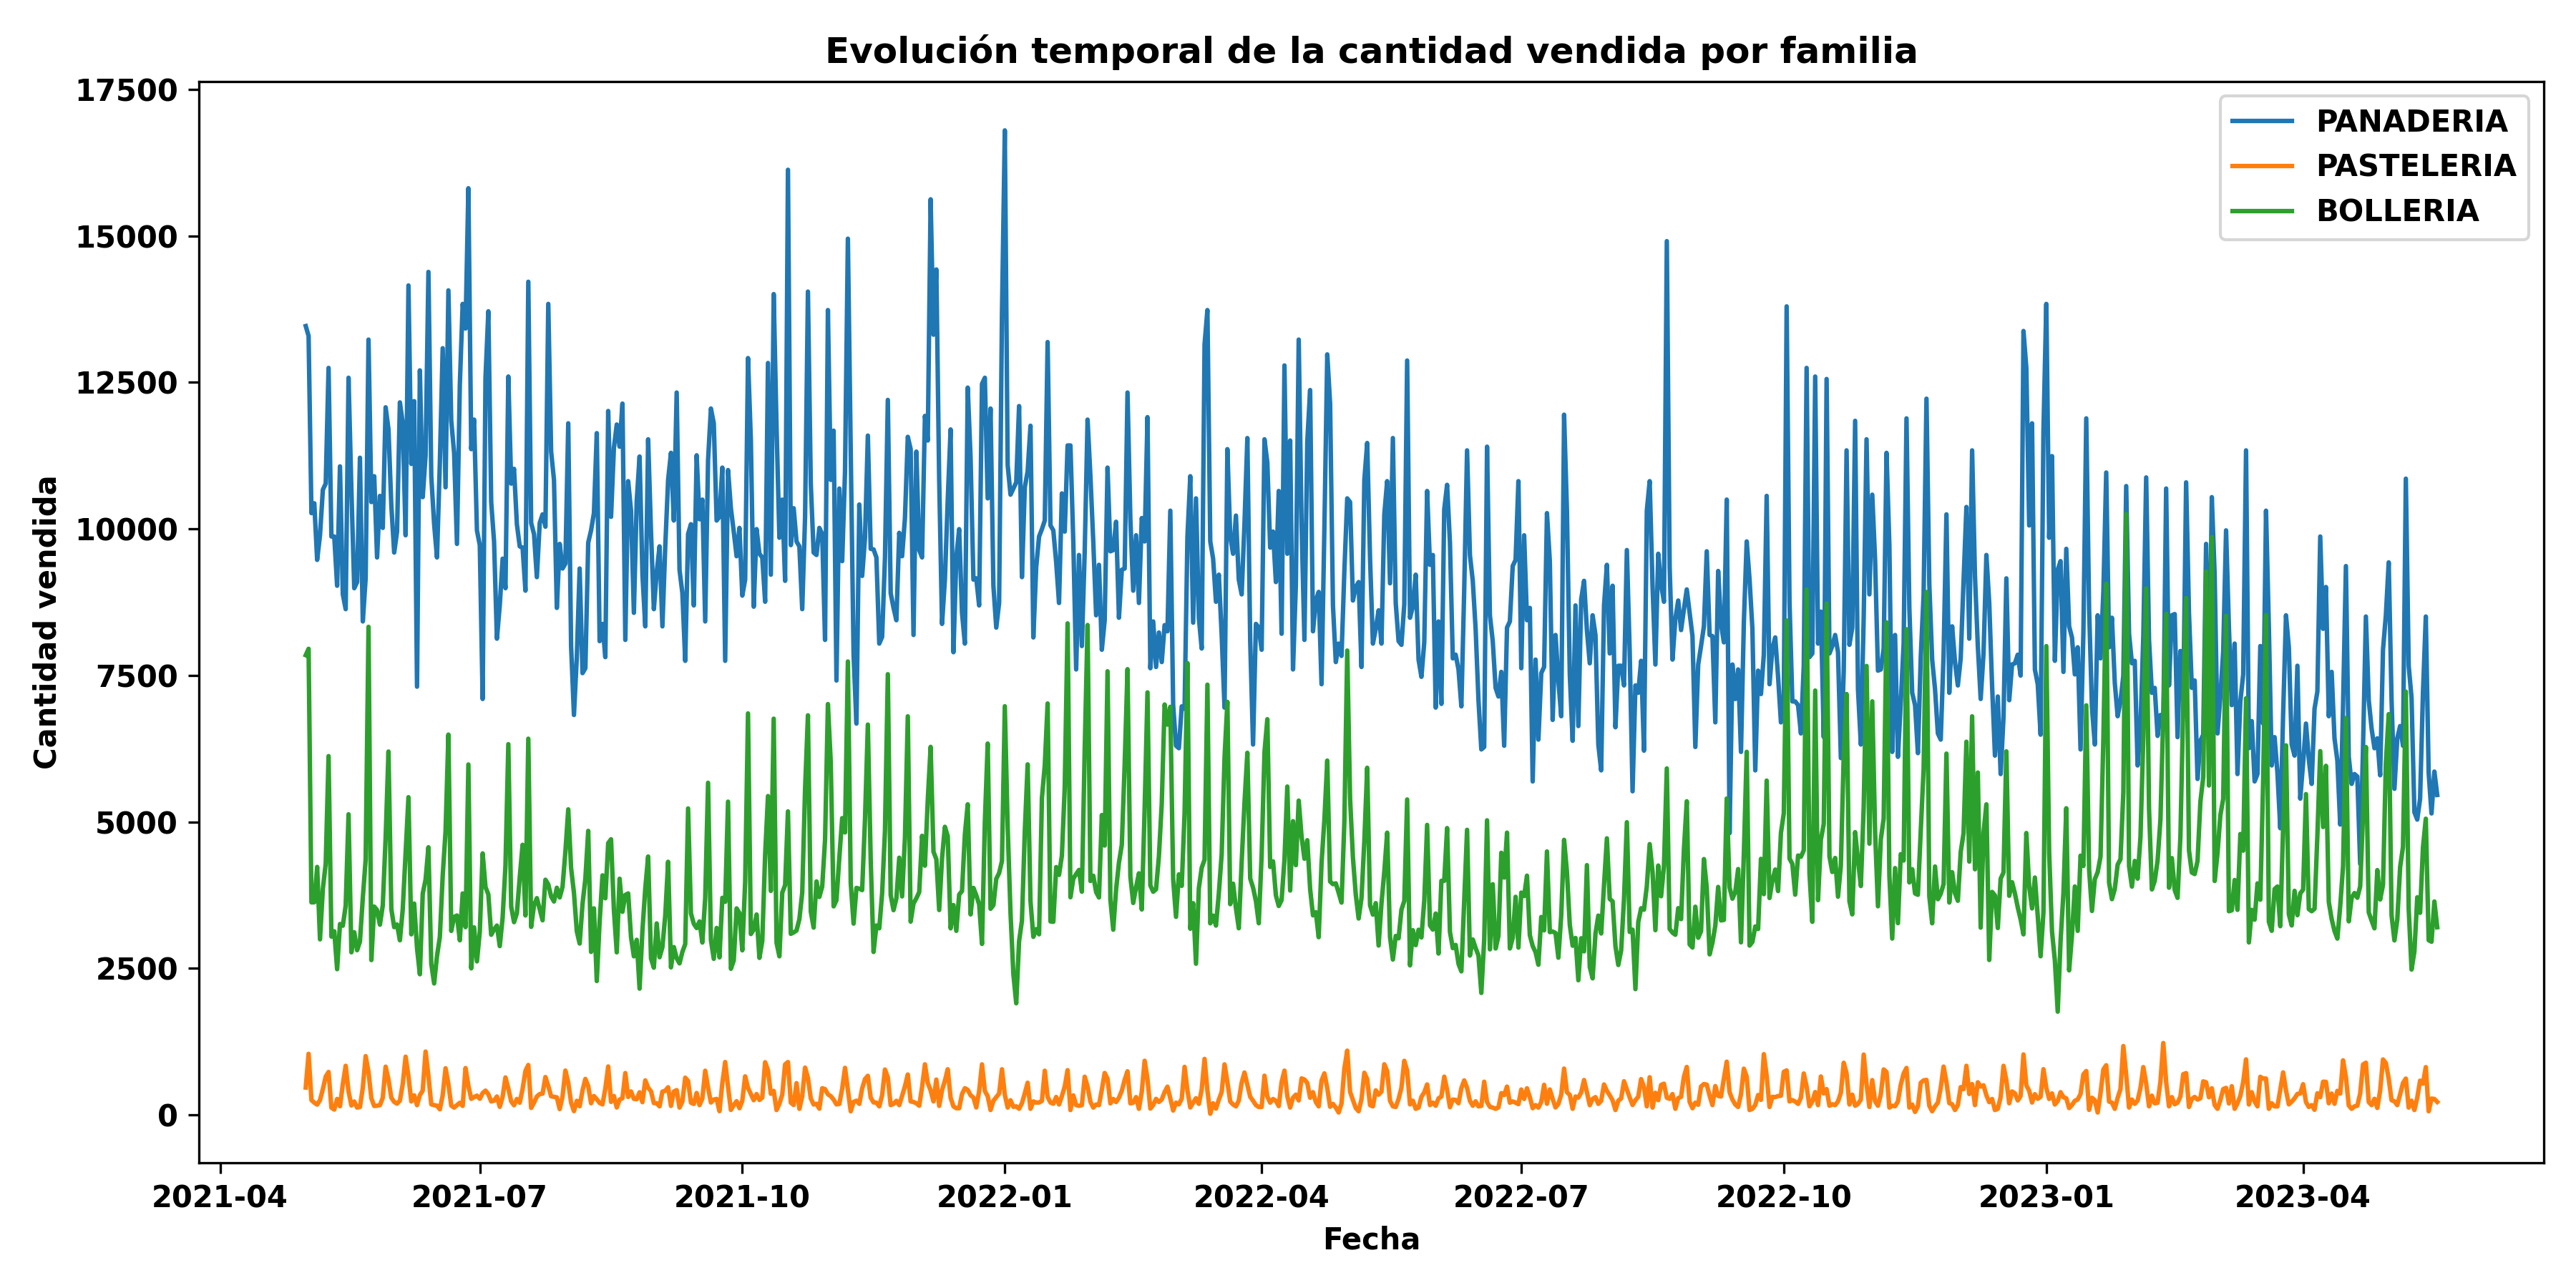 Evolución temporal de la cantidad vendida por familia
17500
15000
12500
10000
7500
5000
2500
0
Cantidad vendida
PANADERIA
PASTELERIA
BOLLERIA
2021-04
2021-07
2021-10
2022-01
2022-04
2022-07
2022-10
2023-01
2023-04
Fecha